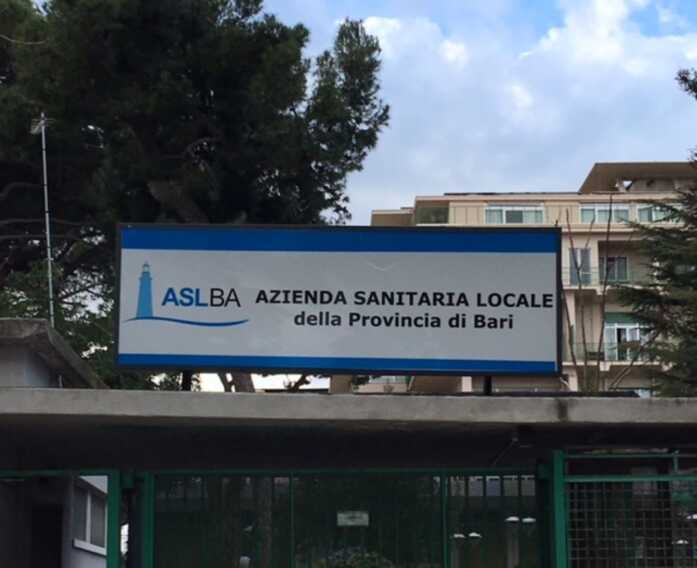 ASLBA AZIENDA SANITARIA LOCALE
della Provincia di Bari